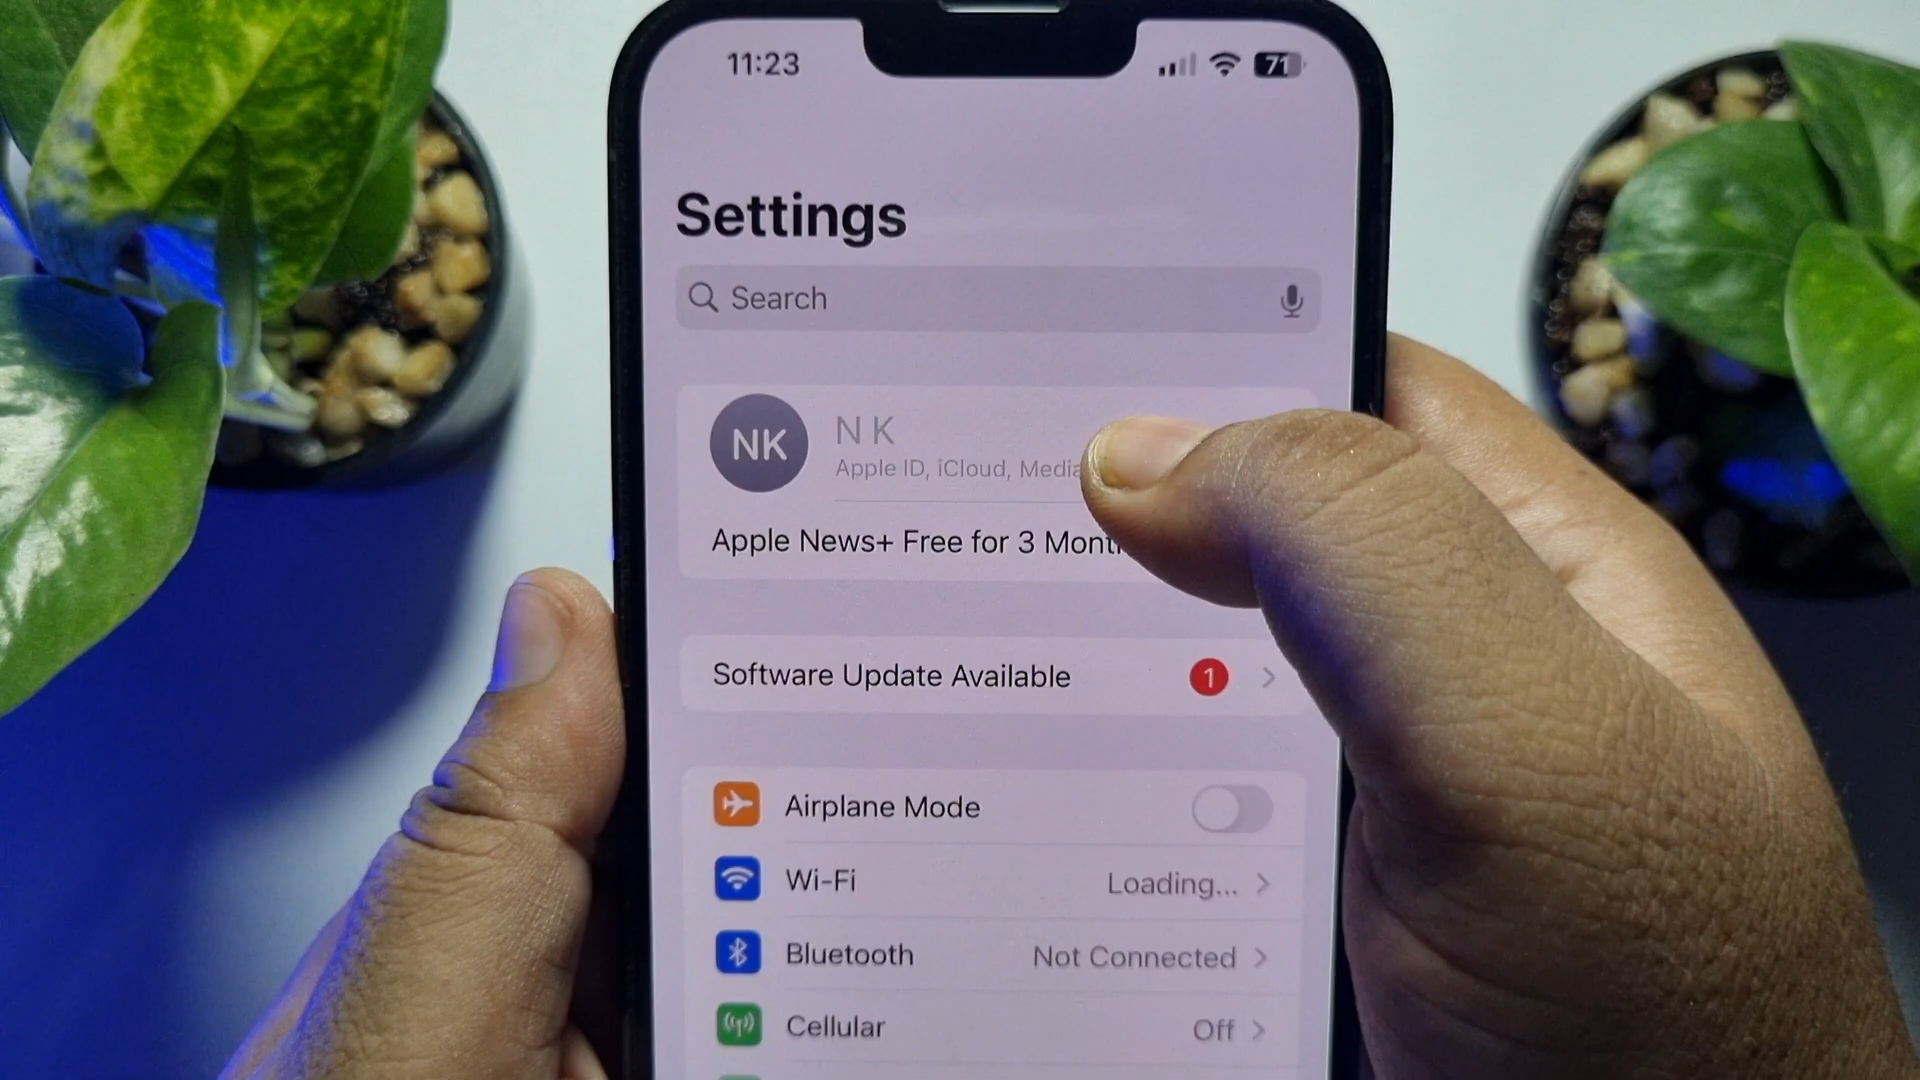 11:23
71
Settings
Search
NK
N K
Apple ID, iCloud, Media
Apple News+ Free for 3
Software Update Available
1
Airplane Mode
Wi-Fi
Loading...
Bluetooth
Not Connected
Cellular
Off